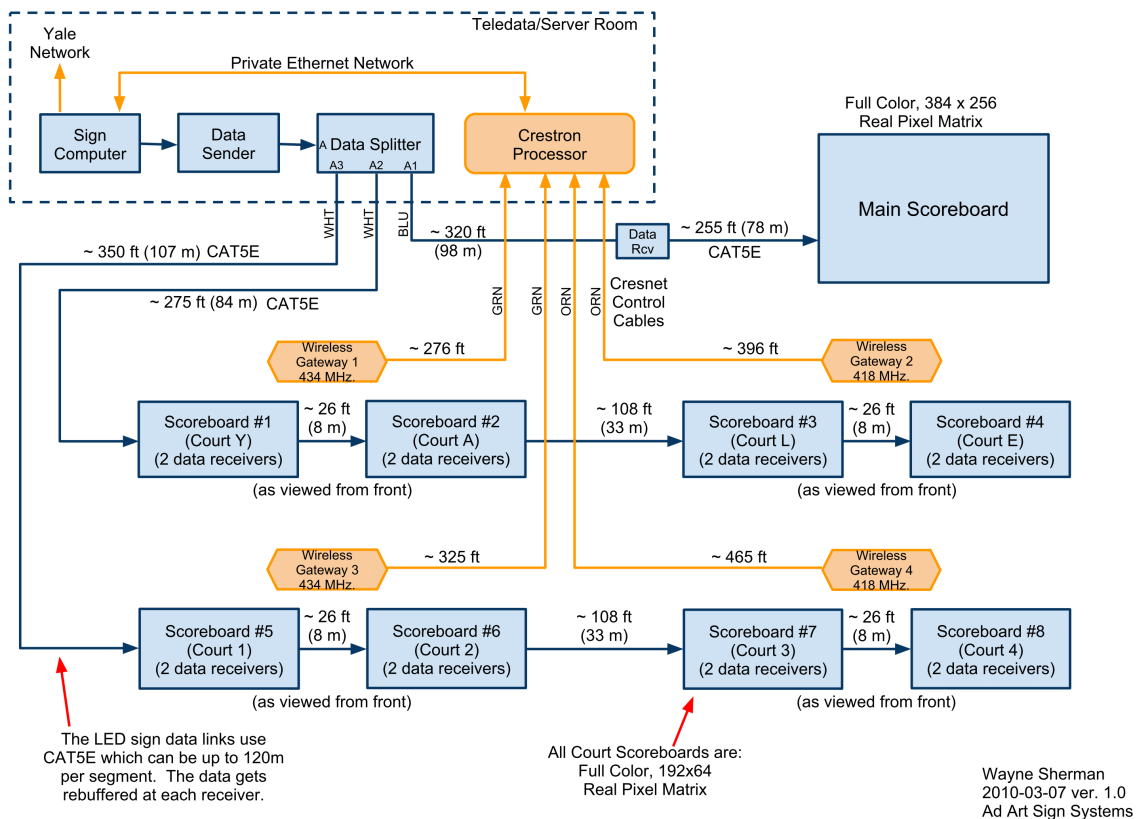 Teledata/Server Room
Yale
Network
Private Ethernet Network
Sign
Computer
Data
Sender
A Data Splitter
A3 A2 A1
Crestron
Processor
Full Color, 384 x 256
Real Pixel Matrix
Main Scoreboard
WHT
WHT
BLU
~ 320 ft
(98 m)
Data
Rcv
~ 255 ft (78 m)
CAT5E
~ 350 ft (107 m) CAT5E
~ 275 ft (84 m) CAT5E
GRN
GRN
ORN
ORN
Cresnet
Control
Cables
Wireless
Gateway 1
434 MHz.
~ 276 ft
~ 396 ft
Wireless
Gateway 2
418 MHz.
Scoreboard #1
(Court Y)
(2 data receivers)
~ 26 ft
(8 m)
Scoreboard #2
(Court A)
(2 data receivers)
~ 108 ft
(33 m)
Scoreboard #3
(Court L)
(2 data receivers)
~ 26 ft
(8 m)
Scoreboard #4
(Court E)
(2 data receivers)
(as viewed from front)
(as viewed from front)
Wireless
Gateway 3
434 MHz.
~ 325 ft
~ 465 ft
Wireless
Gateway 4
418 MHz.
Scoreboard #5
(Court 1)
(2 data receivers)
~ 26 ft
(8 m)
Scoreboard #6
(Court 2)
(2 data receivers)
~ 108 ft
(33 m)
Scoreboard #7
(Court 3)
(2 data receivers)
~ 26 ft
(8 m)
Scoreboard #8
(Court 4)
(2 data receivers)
(as viewed from front)
(as viewed from front)
The LED sign data links use
CAT5E which can be up to 120m
per segment. The data gets
rebuffered at each receiver.
All Court Scoreboards are:
Full Color, 192x64
Real Pixel Matrix
Wayne Sherman
2010-03-07 ver. 1.0
Ad Art Sign Systems